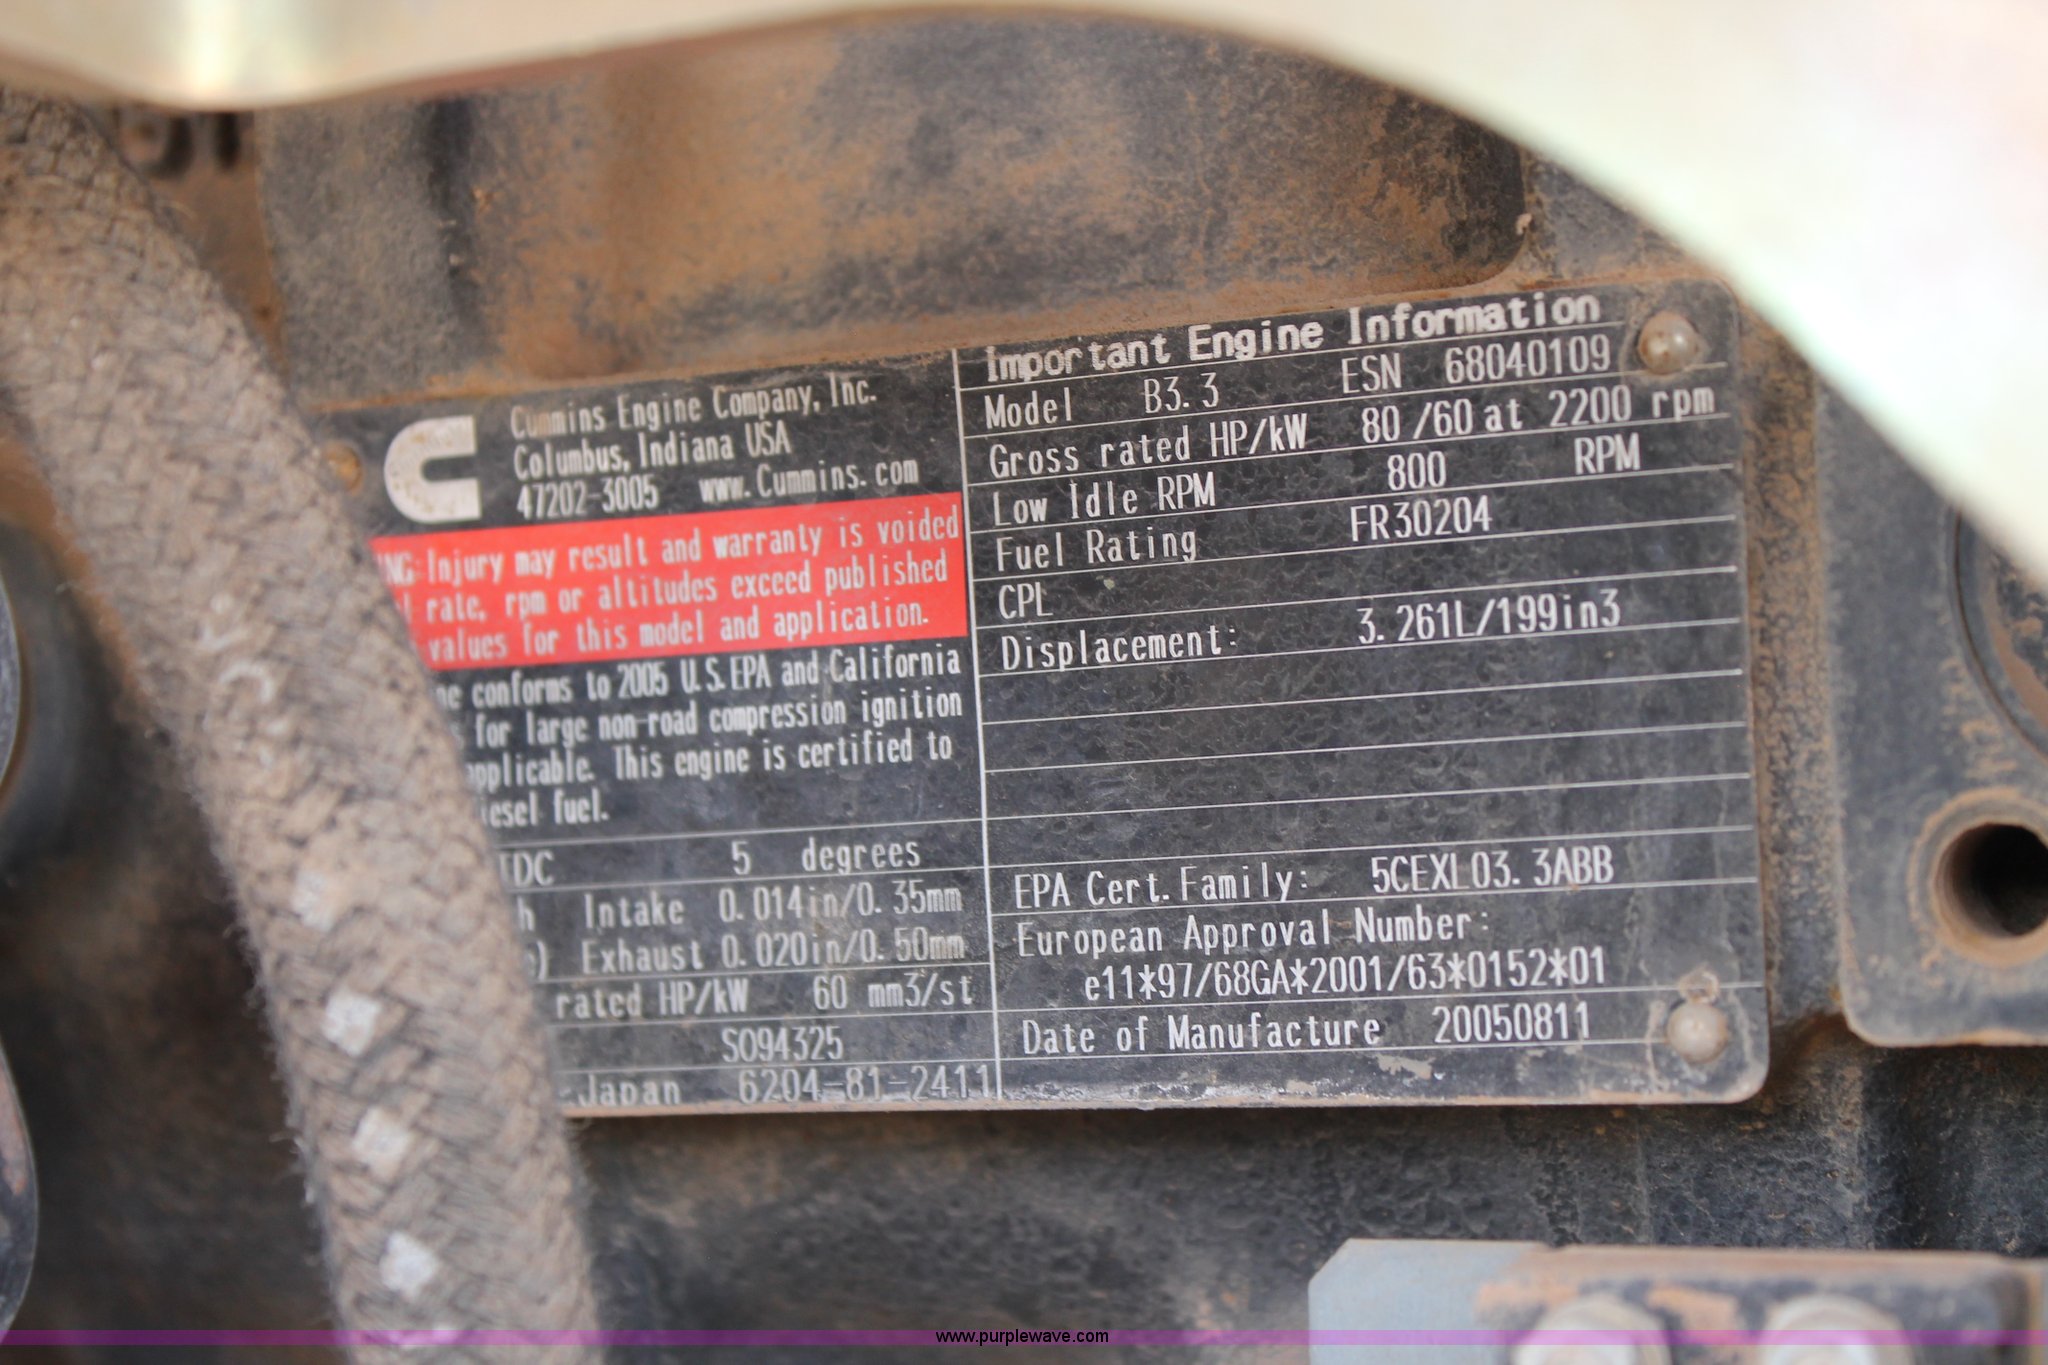 Cummins Engine Company, Inc.
Columbus, Indiana USA
47202-3005 www.Cummins.com
Injury may result and warranty is voided
rate, rpm or altitudes exceed published
values for this model and application.
conforms to 2005 U.S.EPA and California
for large non-road compression ignition
applicable. This engine is certified to
fuel.
TDC 5 degrees
Intake 0.014in/0.35mm
Exhaust 0.020in/0.50mm
rated HP/kW 60 mm3/st
S094325
Japan 6204-81-2411
Important Engine Information
Model B3.3 ESN 68040109
Gross rated HP/kW 80/60 at 2200 rpm
Low Idle RPM 800 RPM
Fuel Rating FR30204
CPL
Displacement: 3.261L/199in3
EPA Cert.Family: 5CEXL03.3ABB
European Approval Number:
e11*97/68GA*2001/63*0152*01
Date of Manufacture 20050811
www.purplewave.com